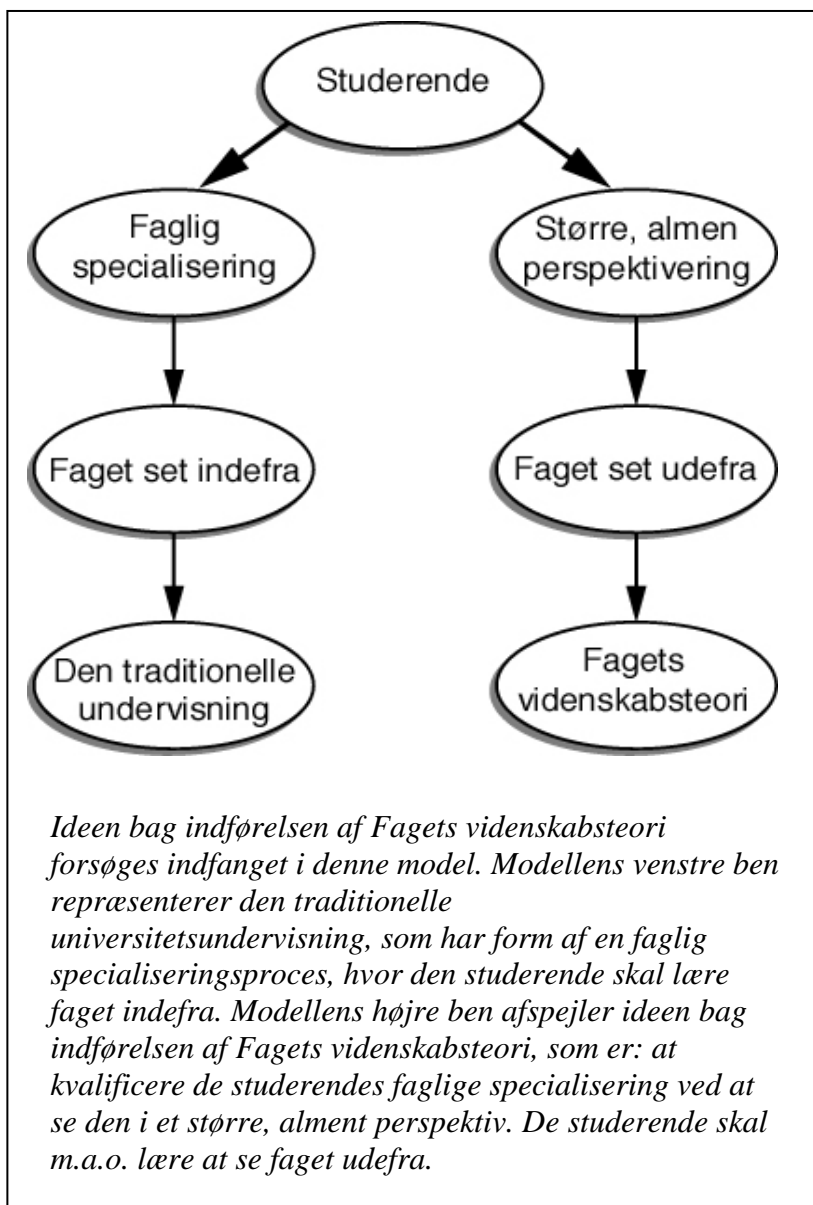 Studerende
Faglig
specialisering
Større, almen
perspektivering
Faget set indefra
Faget set udefra
Den traditionelle
undervisning
Fagets
videnskabsteori
Ideen bag indførelsen af Fagets videnskabsteori
forsøges indfanget i denne model. Modellens venstre ben
repræsenterer den traditionelle
universitetsundervisning, som har form af en faglig
specialiseringsproces, hvor den studerende skal lære
faget indefra. Modellens højre ben afspejler ideen bag
indførelsen af Fagets videnskabsteori, som er: at
kvalificere de studerendes faglige specialisering ved at
se den i et større, alment perspektiv. De studerende skal
m.a.o. lære at se faget udefra.